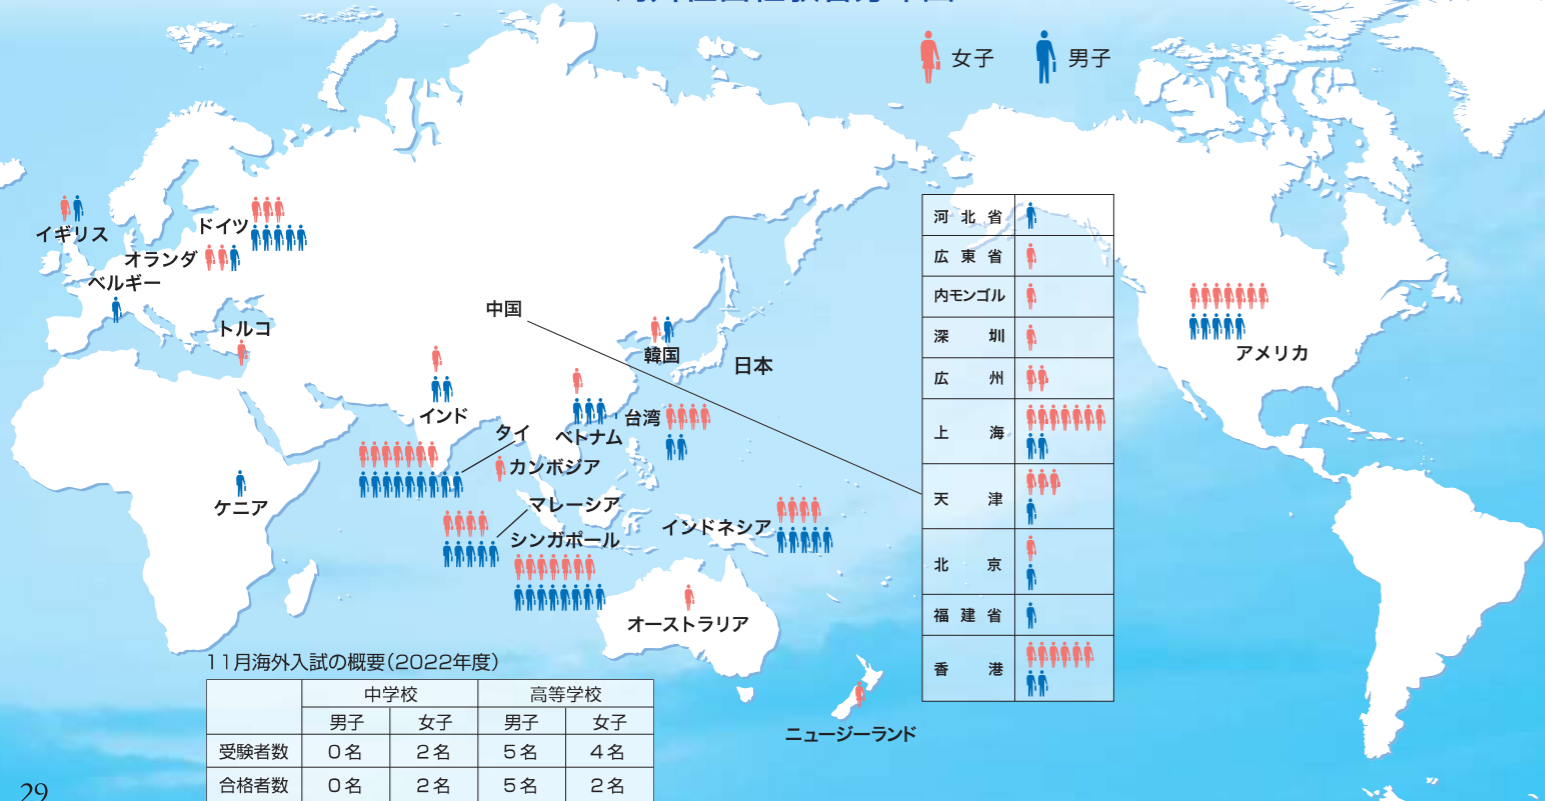 女子
男子
イギリス
ドイツ
オランダ
ベルギー
トルコ
中国
韓国
日本
インド
タイ
ベトナム
台湾
カンボジア
ケニア
マレーシア
シンガポール
インドネシア
オーストラリア
ニュージーランド
アメリカ
河北省
広東省
内モンゴル
深圳
広州
上海
天津
北京
福建省
香港
11月海外入試の概要(2022年度)
中学校 高等学校
男子 女子 男子 女子
受験者数 0名 2名 5名 4名
合格者数 0名 2名 5名 2名
29